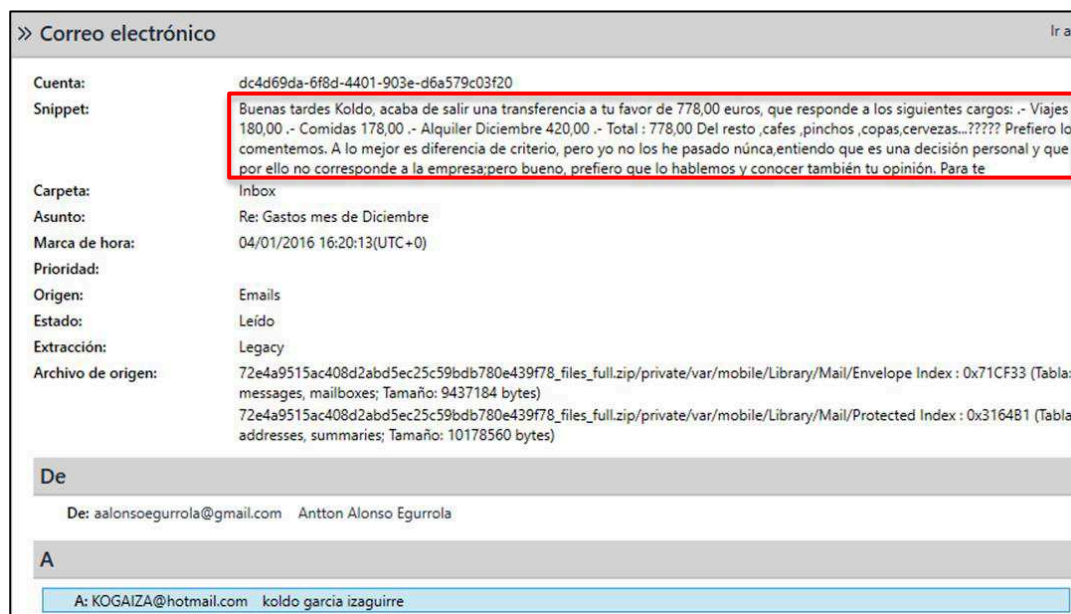 » Correo electrónico
Ir a
Cuenta: dc4d69da-6f8d-4401-903e-d6a579c03f20
Snippet: Buenas tardes Koldo, acaba de salir una transferencia a tu favor de 778,00 euros, que responde a los siguientes cargos: .- Viajes
180,00 .- Comidas 178,00 .- Alquiler Diciembre 420,00 .- Total : 778,00 Del resto ,cafes ,pinchos ,copas,cervezas...????? Prefiero lo
comentemos. A lo mejor es diferencia de criterio, pero yo no los he pasado núnca,entiendo que es una decisión personal y que
por ello no corresponde a la empresa;pero bueno, prefiero que lo hablemos y conocer también tu opinión. Para te
Carpeta: Inbox
Asunto: Re: Gastos mes de Diciembre
Marca de hora: 04/01/2016 16:20:13(UTC+0)
Prioridad:
Origen: Emails
Estado: Leído
Extracción: Legacy
Archivo de origen: 72e4a9515ac408d2abd5ec25c59bdb780e439f78_files_full.zip/private/var/mobile/Library/Mail/Envelope Index : 0x71CF33 (Tabla:
messages, mailboxes; Tamaño: 9437184 bytes)
72e4a9515ac408d2abd5ec25c59bdb780e439f78_files_full.zip/private/var/mobile/Library/Mail/Protected Index : 0x3164B1 (Tabla
addresses, summaries; Tamaño: 10178560 bytes)
De
De: aalonsoegurrola@gmail.com Antton Alonso Egurrola
A
A: KOGAIZA@hotmail.com koldo garcia izaguirre